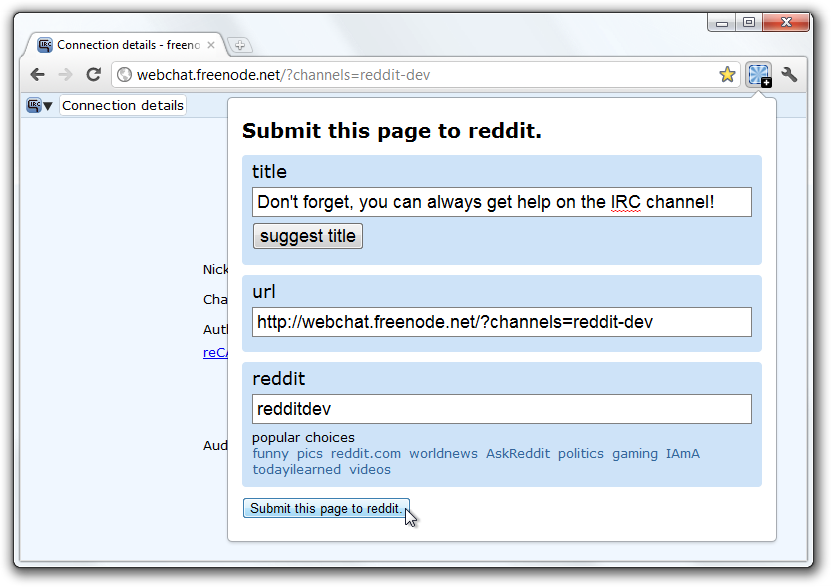 IRC Connection details - freeno
webchat.freenode.net/?channels=reddit-dev
IRC Connection details
Submit this page to reddit.
title
Don't forget, you can always get help on the IRC channel!
suggest title
url
http://webchat.freenode.net/?channels=reddit-dev
reddit
redditdev
popular choices
funny pics reddit.com worldnews AskReddit politics gaming IAmA
todayilearned videos
Submit this page to reddit.
Nick
Cha
Auth
reCA
Aud